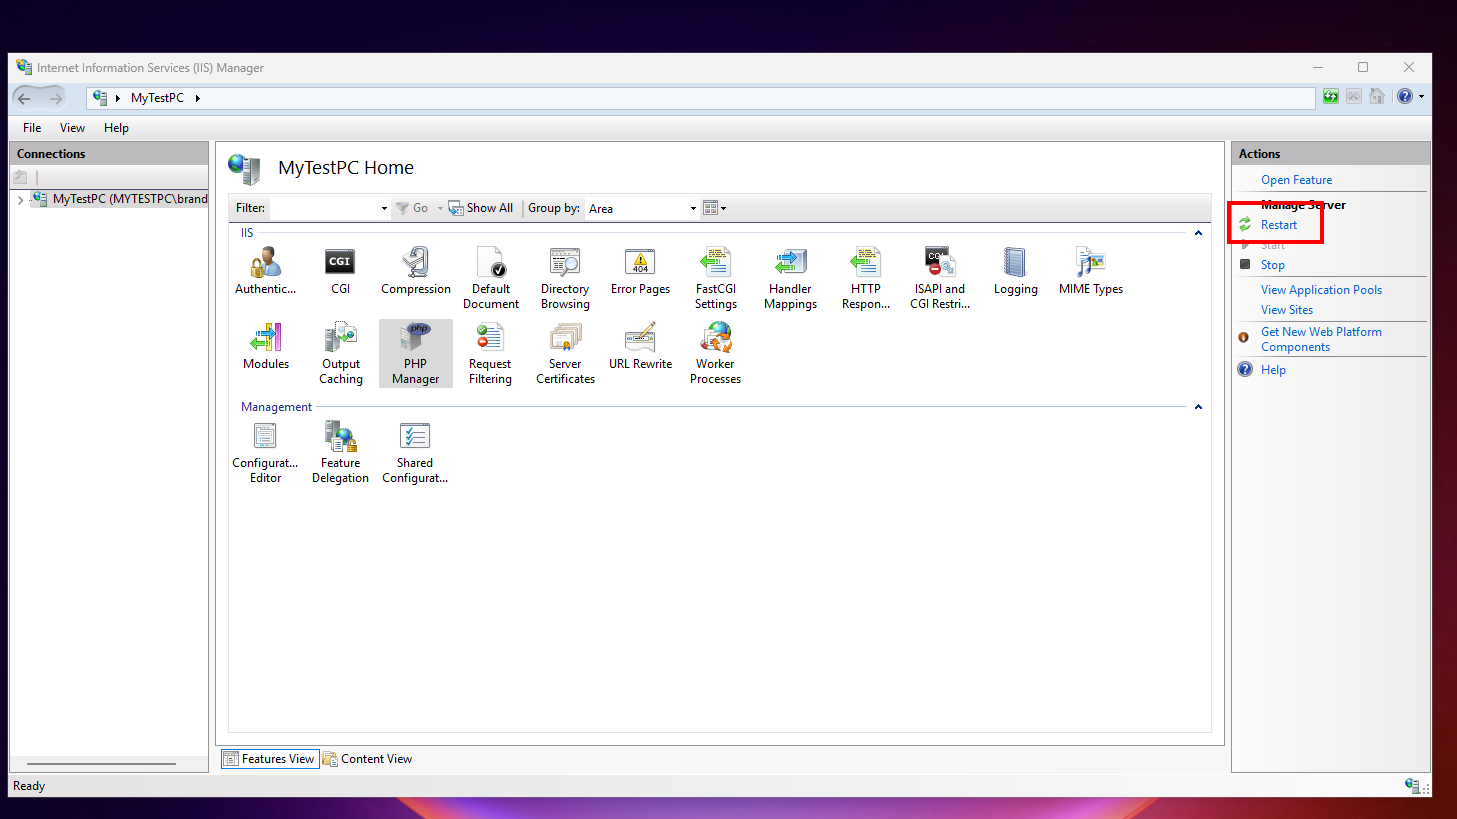 Internet Information Services (IIS) Manager
MyTestPC
File View Help
Connections
MyTestPC (MYTESTPC\brand
MyTestPC Home
Filter: Go Show All Group by: Area
IIS
Authentic...
CGI
CGI
Compression
Default
Document
Directory
Browsing
404
Error Pages
FastCGI
Settings
Handler
Mappings
HTTP
Respon...
ISAPI and
CGI Restri...
Logging
MIME Types
Modules
Output
Caching
php
PHP
Manager
Request
Filtering
Server
Certificates
URL Rewrite
Worker
Processes
Management
Configurat...
Editor
Feature
Delegation
Shared
Configurat...
Features View Content View
Ready
Actions
Open Feature
Manage Server
Restart
Start
Stop
View Application Pools
View Sites
Get New Web Platform
Components
Help